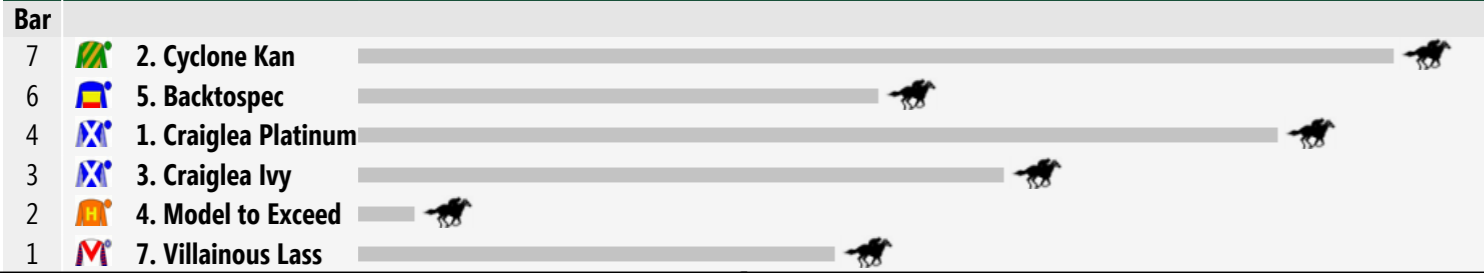 Bar
7 2. Cyclone Kan
6 5. Backtospec
4 1. Craiglea Platinum
3 3. Craiglea Ivy
2 H 4. Model to Exceed
1 7. Villainous Lass